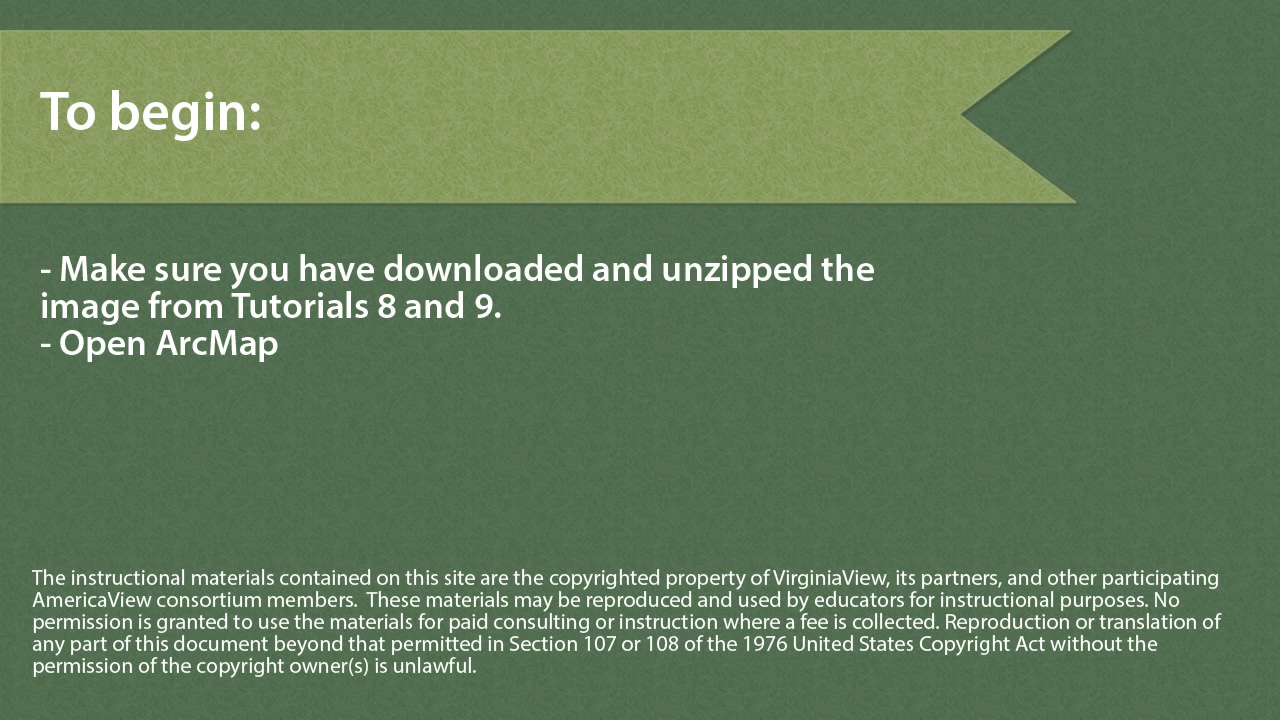 To begin:
- Make sure you have downloaded and unzipped the
image from Tutorials 8 and 9.
- Open ArcMap
The instructional materials contained on this site are the copyrighted property of VirginiaView, its partners, and other participating
AmericaView consortium members.  These materials may be reproduced and used by educators for instructional purposes. No
permission is granted to use the materials for paid consulting or instruction where a fee is collected. Reproduction or translation of
any part of this document beyond that permitted in Section 107 or 108 of the 1976 United States Copyright Act without the
permission of the copyright owner(s) is unlawful.